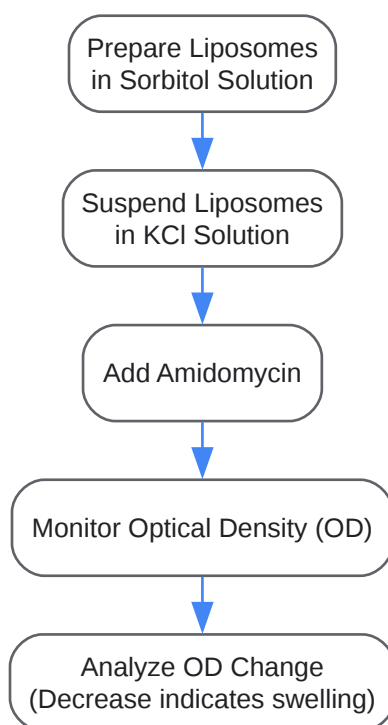 Prepare Liposomes
in Sorbitol Solution
Suspend Liposomes
in KCl Solution
Add Amidomycin
Monitor Optical Density (OD)
Analyze OD Change
(Decrease indicates swelling)